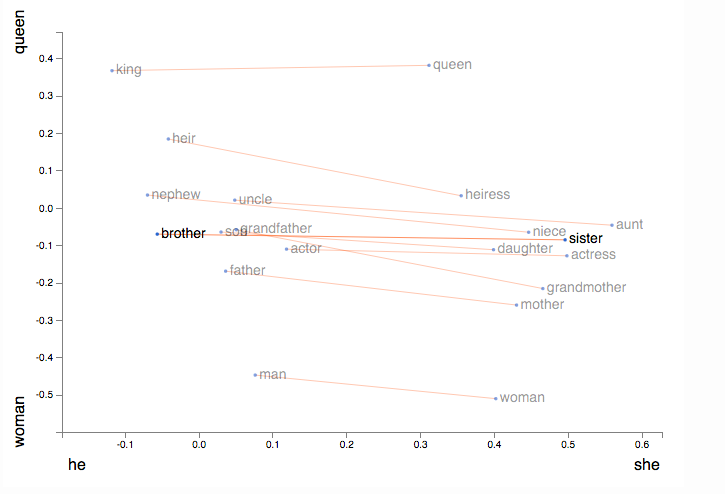 queen
0.4
king
queen
0.3
0.2
heir
0.1
nephew
uncle
heiress
0.0
aunt
brother
son
grandfather
niece
sister
-0.1
actor
daughter
actress
father
-0.2
grandmother
mother
-0.3
-0.4
man
woman
-0.5
woman
-0.1 0.0 0.1 0.2 0.3 0.4 0.5 0.6
he she